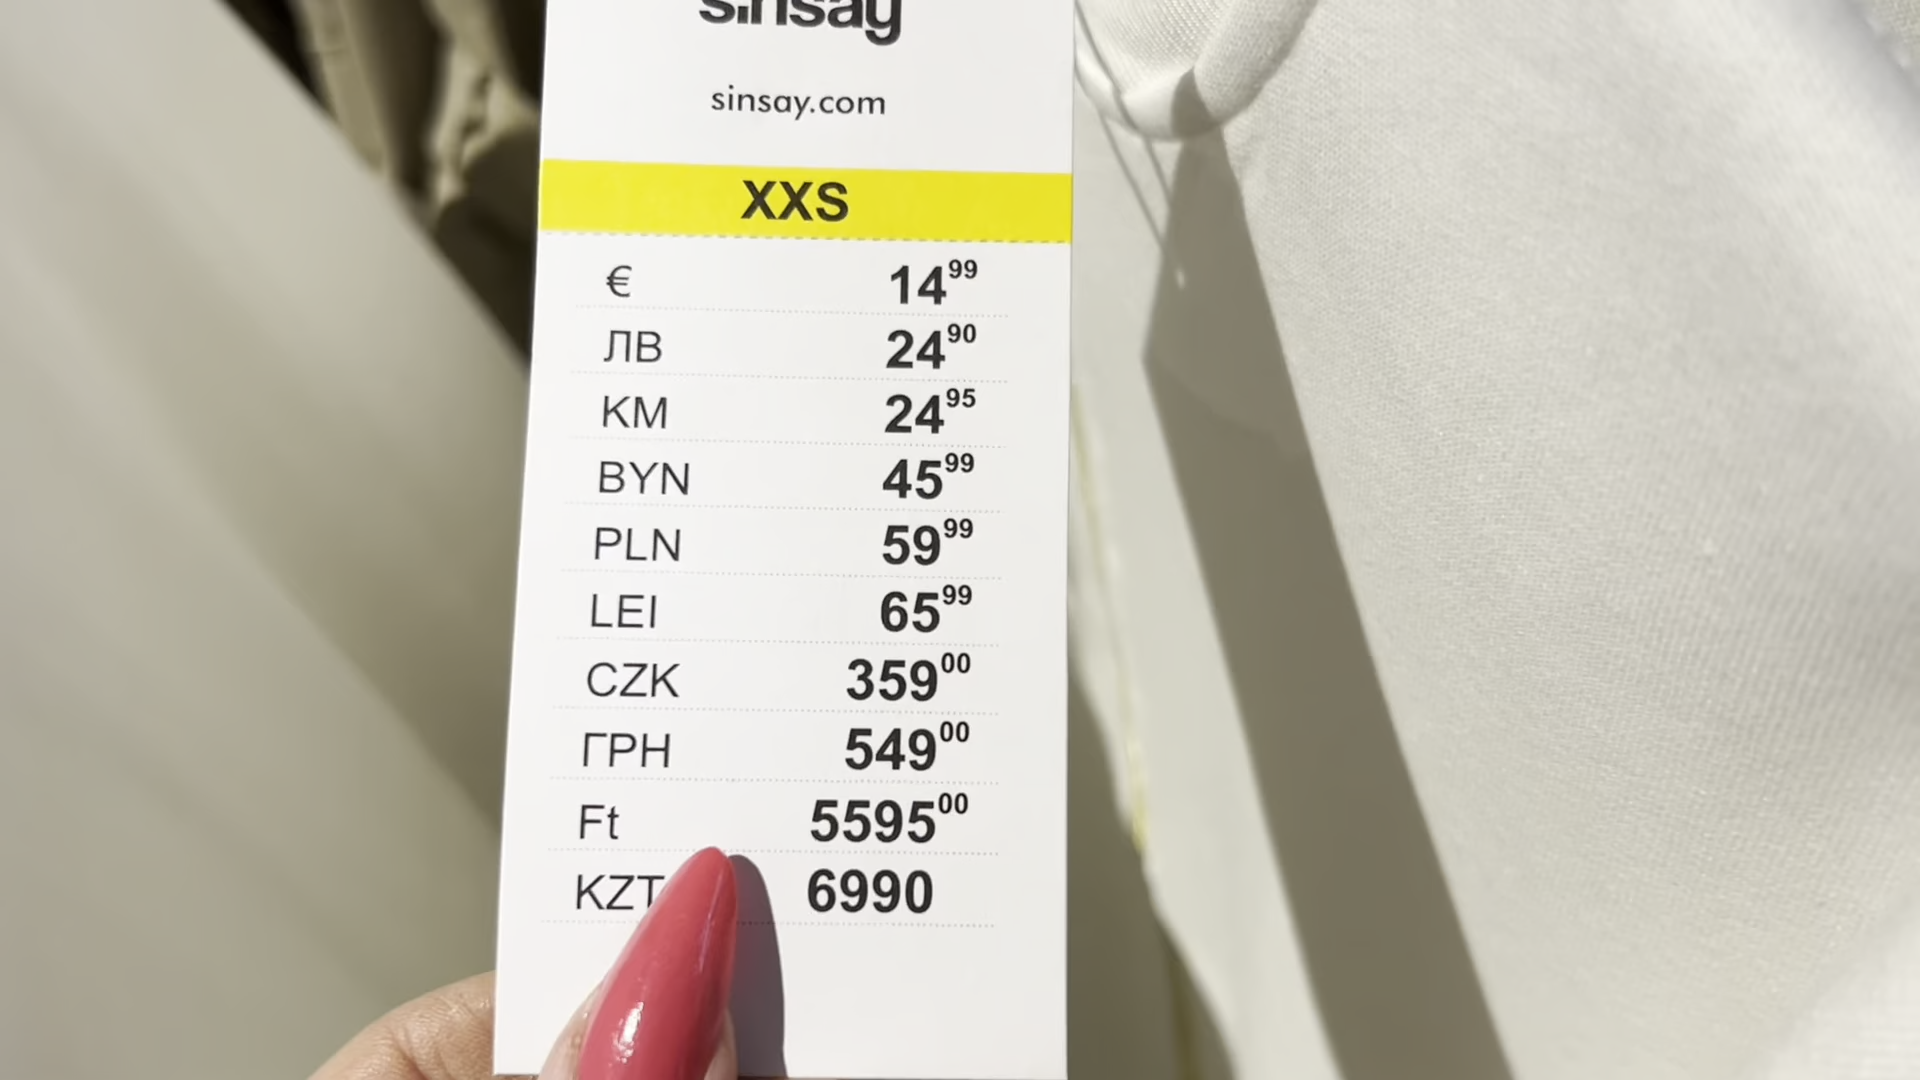 sinsay
sinsay.com
XXS
€ 14⁹⁹
ЛВ 24⁹⁰
KM 24⁹⁵
BYN 45⁹⁹
PLN 59⁹⁹
LEI 65⁹⁹
CZK 359⁰⁰
ГРН 549⁰⁰
Ft 5595⁰⁰
KZT 6990